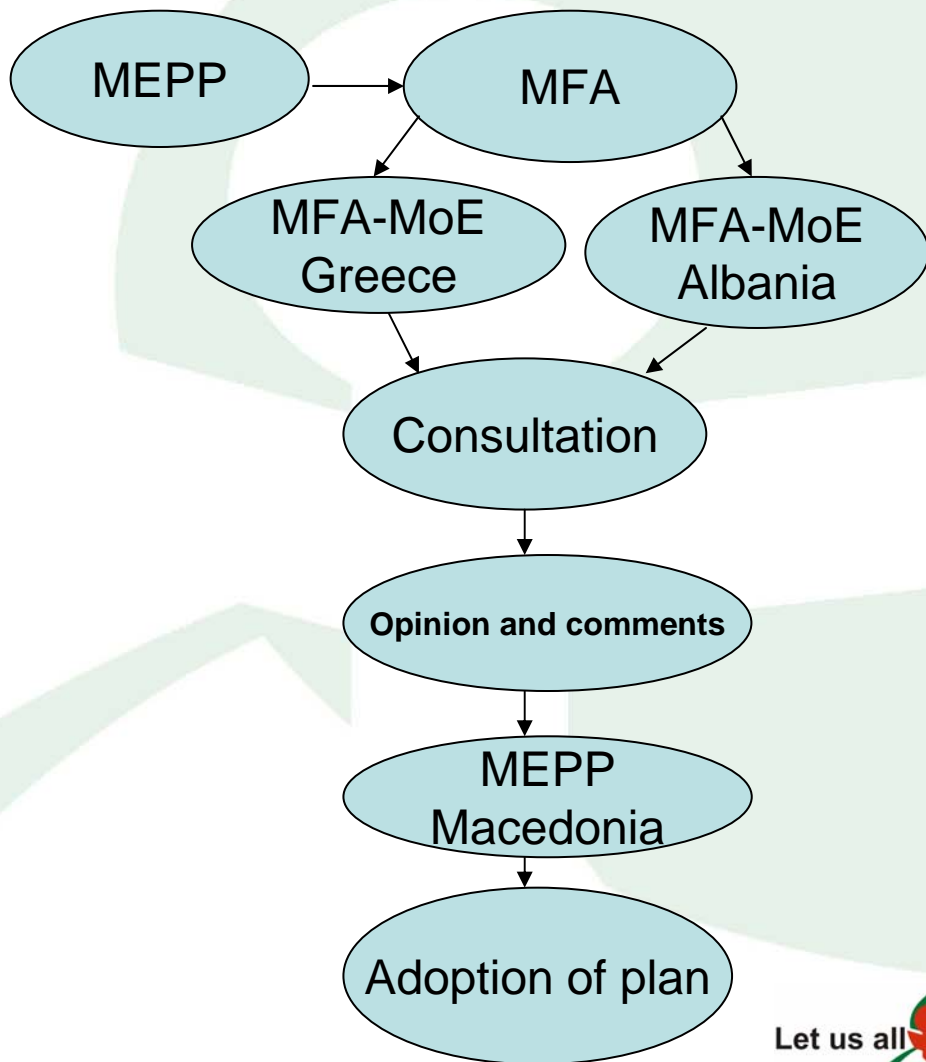 MEPP
MFA
MFA-MoE
Greece
MFA-MoE
Albania
Consultation
Opinion and comments
MEPP
Macedonia
Adoption of plan
Let us all